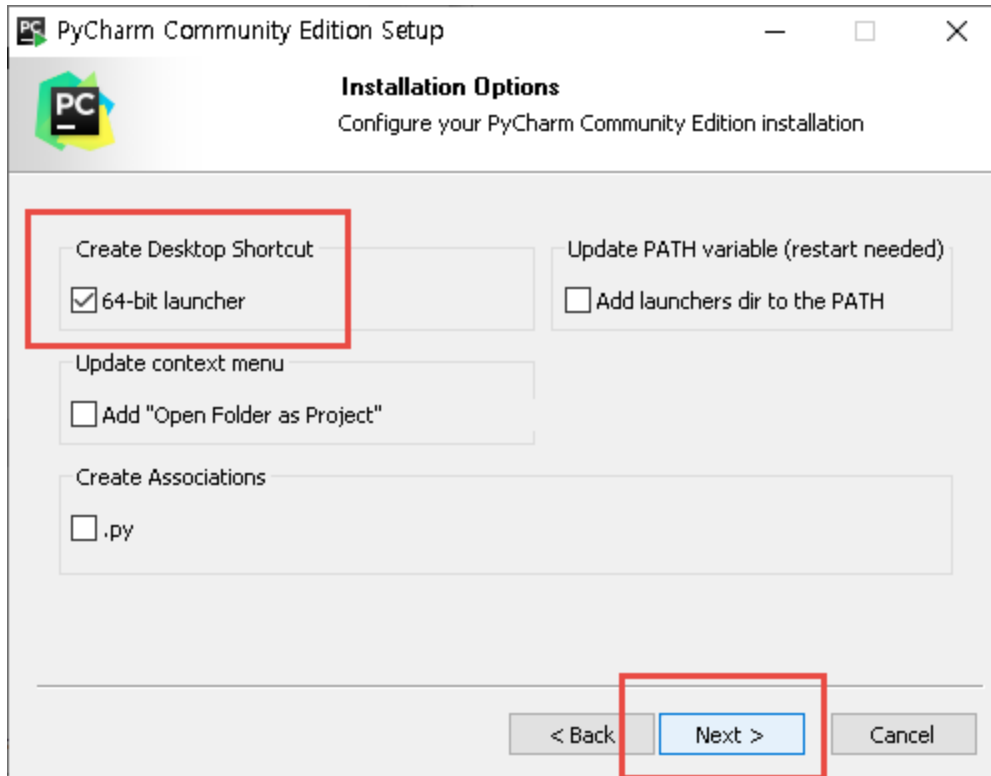 PyCharm Community Edition Setup
PC
Installation Options
Configure your PyCharm Community Edition installation
Create Desktop Shortcut
64-bit launcher
Update PATH variable (restart needed)
Add launchers dir to the PATH
Update context menu
Add "Open Folder as Project"
Create Associations
.py
< Back
Next >
Cancel